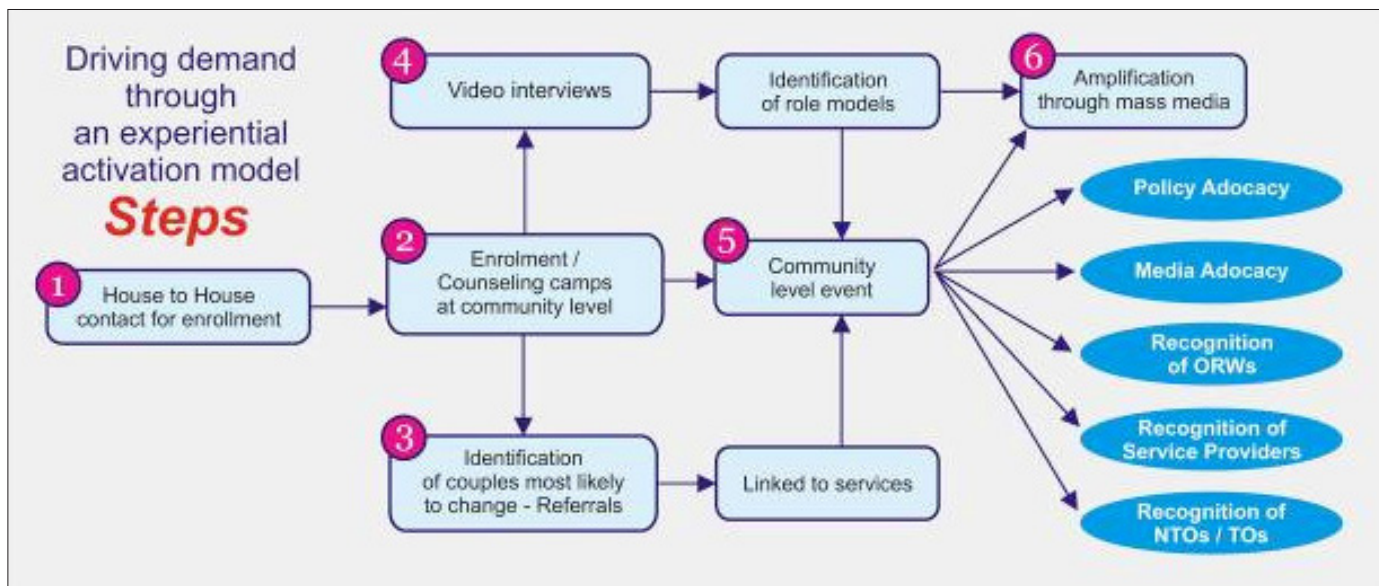 Driving demand
through
an experiential
activation model
Steps
1
House to House
contact for enrollment
2
Enrolment /
Counseling camps
at community level
3
Identification
of couples most likely
to change - Referrals
Linked to services
4
Video interviews
Identification
of role models
5
Community
level event
6
Amplification
through mass media
Policy Adocacy
Media Adocacy
Recognition
of ORWs
Recognition of
Service Providers
Recognition of
NTOs / TOs